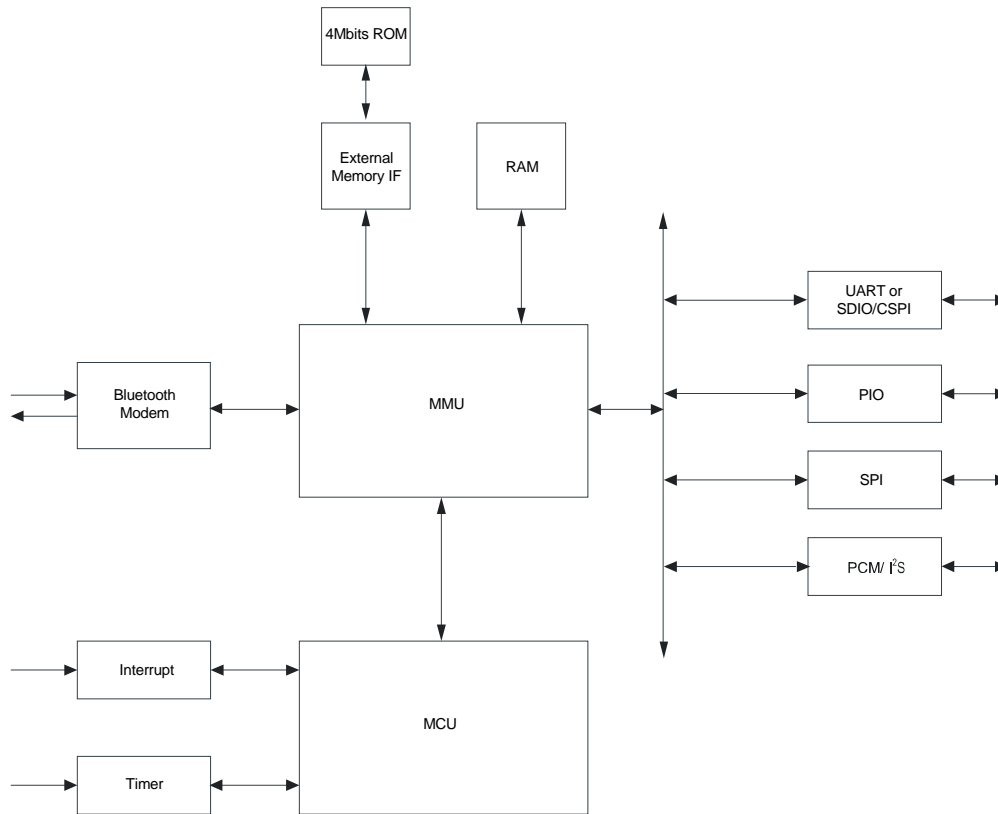 4Mbits ROM
External
Memory IF
RAM
UART or
SDIO/CSPI
Bluetooth
Modem
MMU
PIO
SPI
PCM/ I²S
Interrupt
MCU
Timer